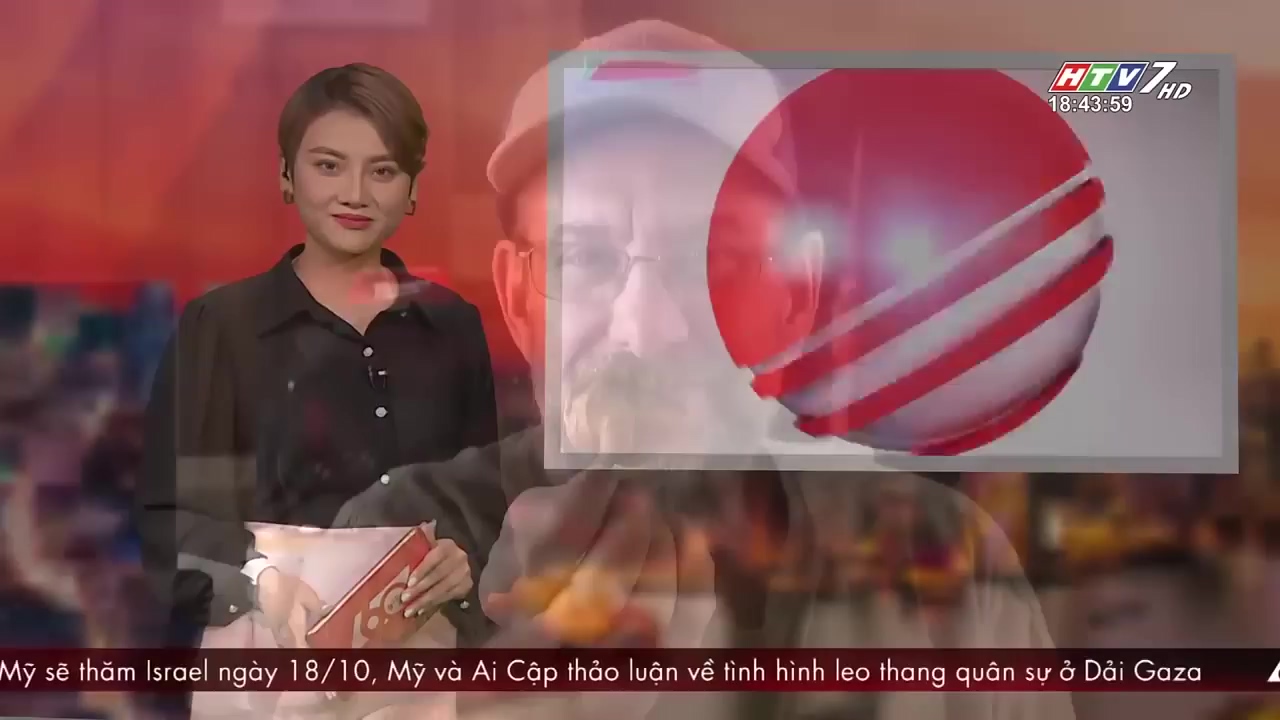 HTV7 HD
18:43:59
Mỹ sẽ thăm Israel ngày 18/10, Mỹ và Ai Cập thảo luận về tình hình leo thang quân sự ở Dải Gaza